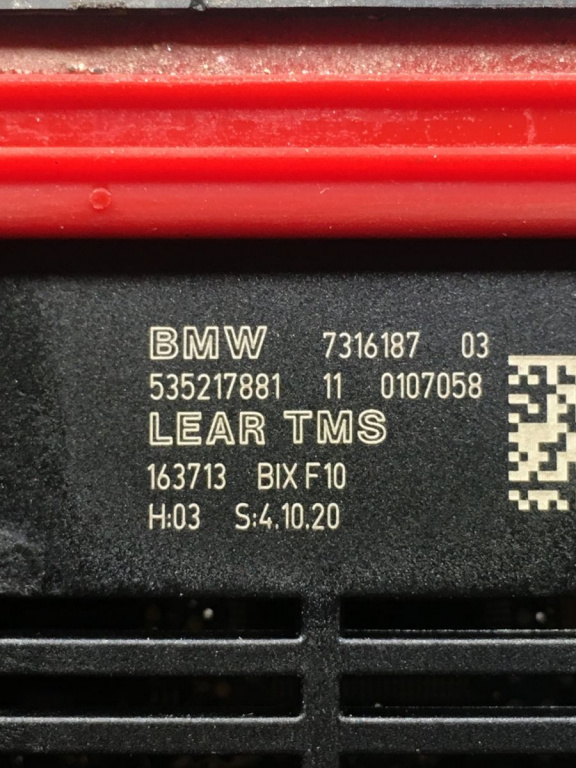 BMW 7316187 03
535217881 11 0107058
LEAR TMS
163713 BIX F10
H:03 S:4.10.20